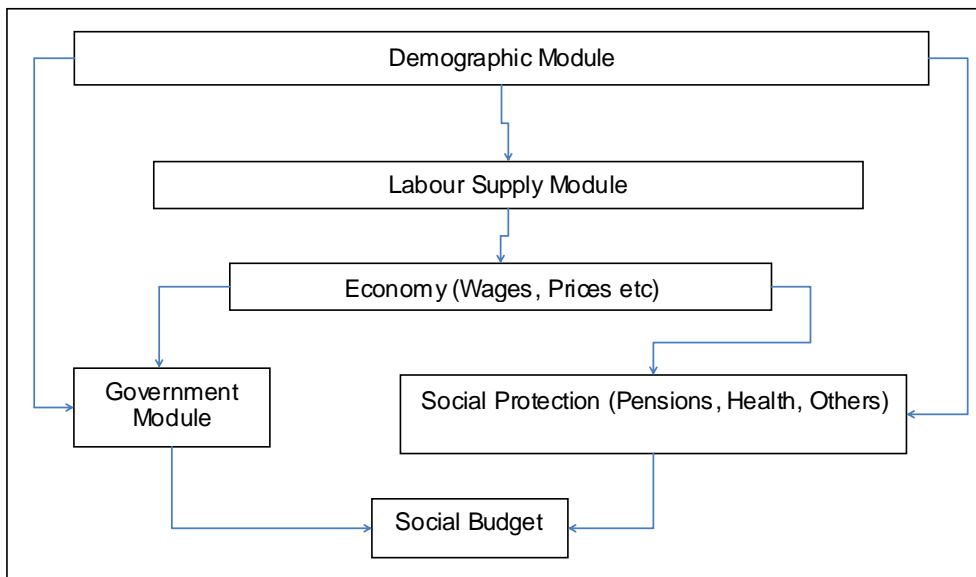 Demographic Module
Labour Supply Module
Economy (Wages, Prices etc)
Government
Module
Social Protection (Pensions, Health, Others)
Social Budget